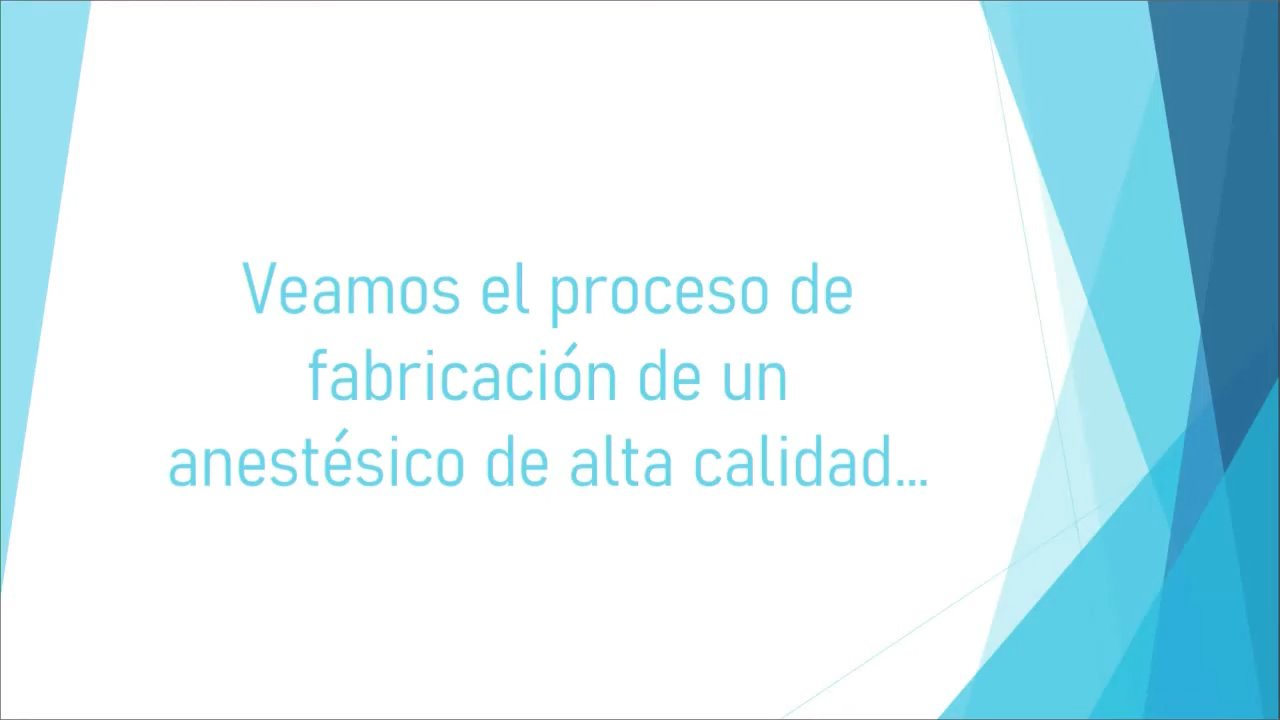 Veamos el proceso de
fabricación de un
anestésico de alta calidad...